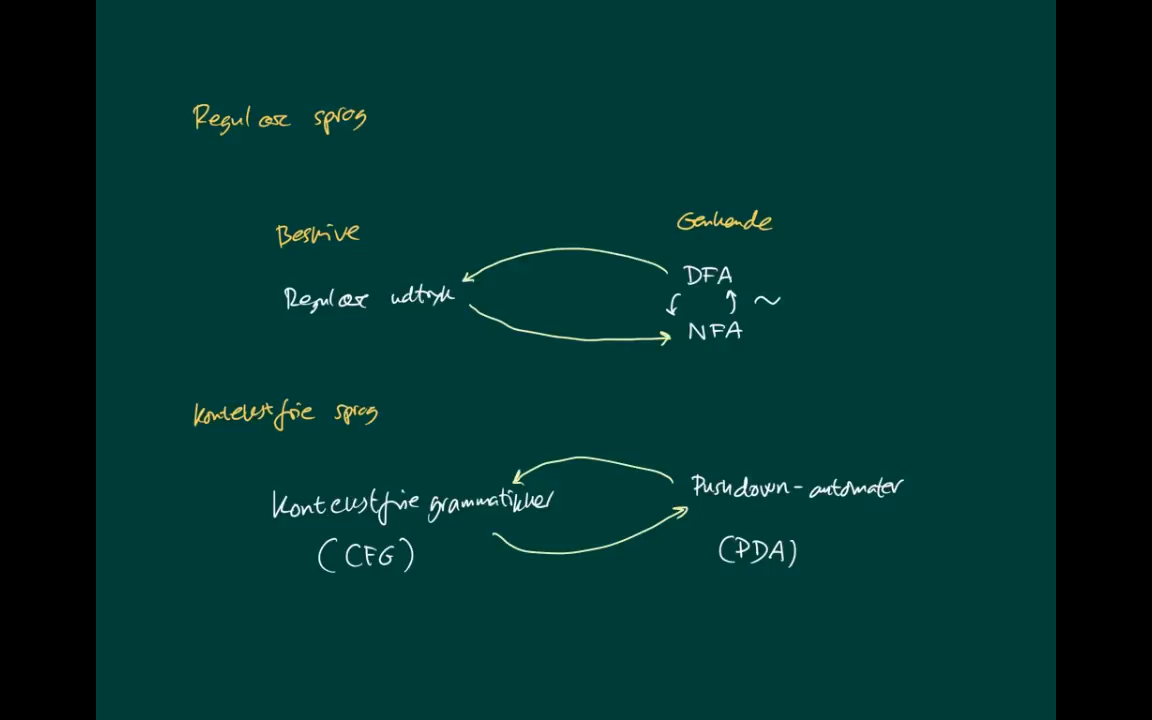 Regulære sprog
Beskrive
Genkende
Regulære udtryk
DFA
~
NFA
Kontekstfrie sprog
Kontekstfrie grammatikker
Pushdown-automater
(CFG)
(PDA)